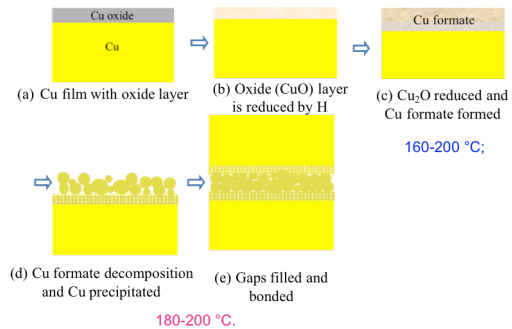 Cu oxide
Cu
(a) Cu film with oxide layer
(b) Oxide (CuO) layer
is reduced by H
Cu formate
(c) Cu₂O reduced and
Cu formate formed
160-200 °C;
(d) Cu formate decomposition
and Cu precipitated
(e) Gaps filled and
bonded
180-200 °C.